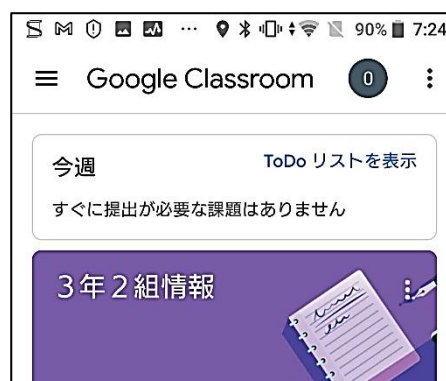 90% 7:24
Google Classroom 0
今週 ToDo リストを表示
すぐに提出が必要な課題はありません
3年2組情報